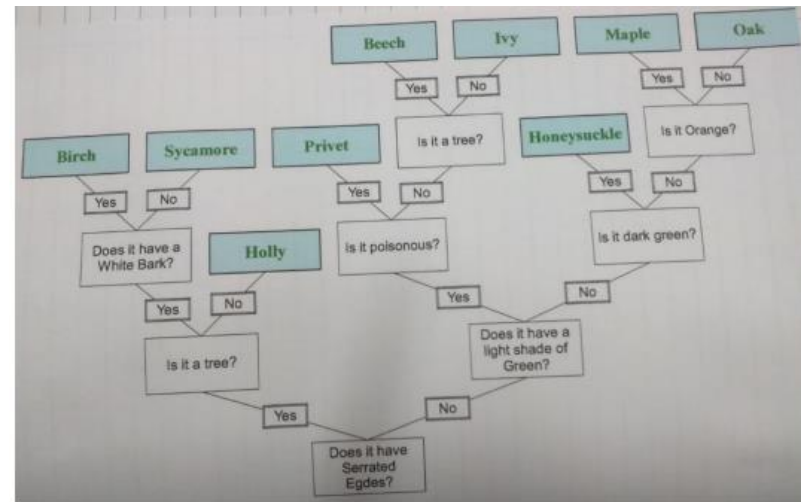 Beech
Ivy
Maple
Oak
Yes
No
Yes
No
Birch
Sycamore
Privet
Is it a tree?
Honeysuckle
Is it Orange?
Yes
No
Yes
No
Yes
No
Does it have a
White Bark?
Holly
Is it poisonous?
Is it dark green?
Yes
No
Yes
No
Is it a tree?
Does it have a
light shade of
Green?
Yes
No
Does it have
Serrated
Egdes?